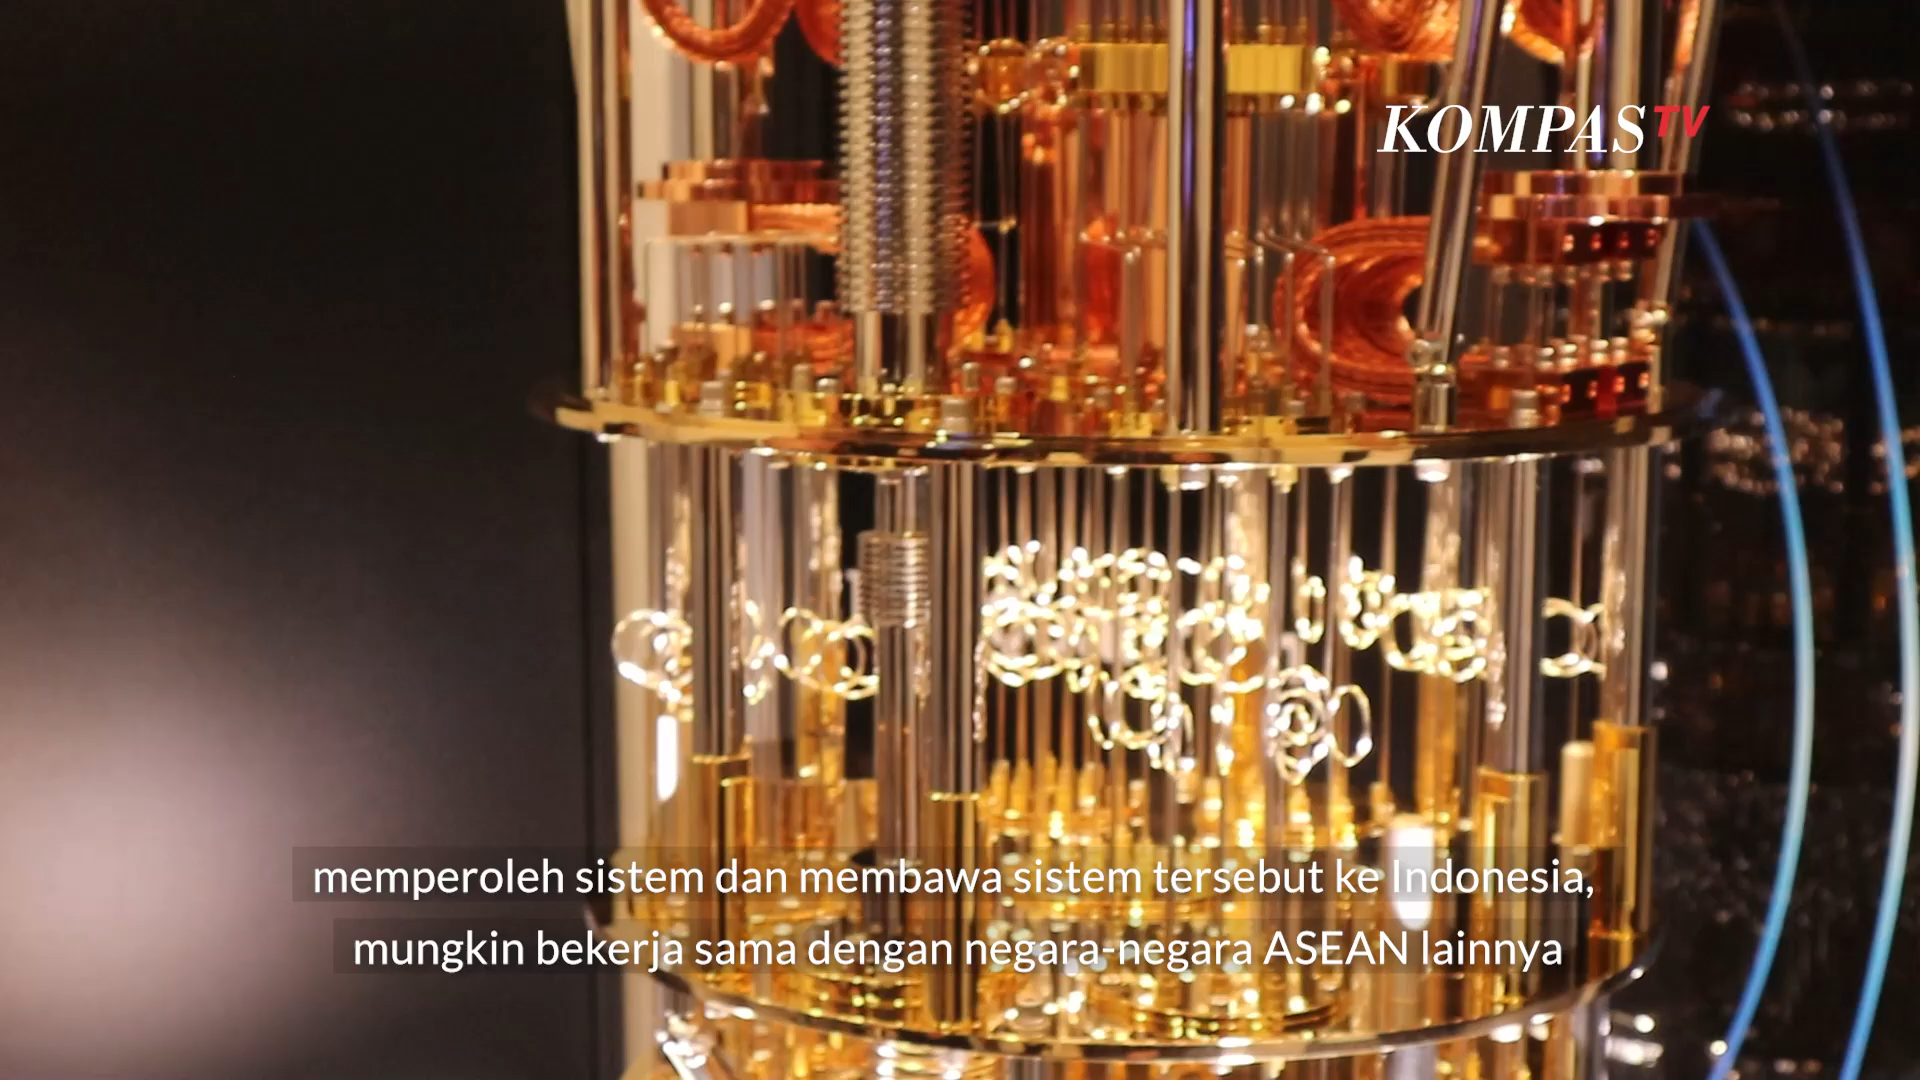 KOMPASTV
memperoleh sistem dan membawa sistem tersebut ke Indonesia,
mungkin bekerja sama dengan negara-negara ASEAN lainnya